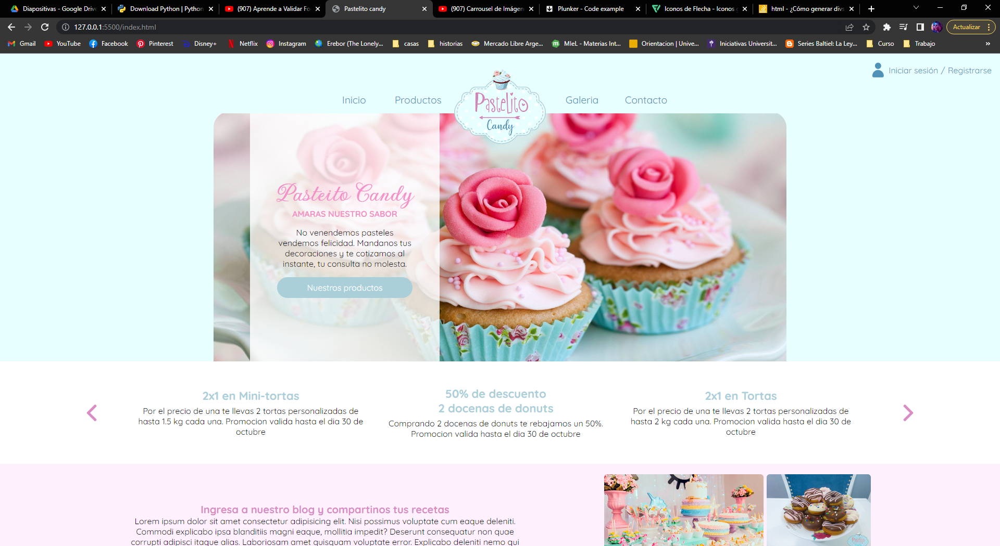 Diapositivas - Google Drive
Download Python | Python
(907) Aprende a Validar Fo
Pastelito candy
(907) Carrousel de Imágen
Plunker - Code example
Iconos de Flecha - Iconos
html - ¿Cómo generar divs
127.0.0.1:5500/index.html
Actualizar
Gmail
YouTube
Facebook
Pinterest
Disney+
Netflix
Instagram
Erebor (The Lonely...
casas
historias
Mercado Libre Arge...
MIeL - Materias Int...
Orientacion | Unive...
Iniciativas Universit...
Series Baltiel: La Ley...
Curso
Trabajo
»
Iniciar sesión / Registrarse
Inicio
Productos
Pastelito
Candy
Galeria
Contacto
Pasteito Candy
AMARAS NUESTRO SABOR
No venendemos pasteles
vendemos felicidad. Mandanos tus
decoraciones y te cotizamos al
instante, tu consulta no molesta.
Nuestros productos
2x1 en Mini-tortas
Por el precio de una te llevas 2 tortas personalizadas de
hasta 1.5 kg cada una. Promocion valida hasta el dia 30 de
octubre
50% de descuento
2 docenas de donuts
Comprando 2 docenas de donuts te rebajamos un 50%.
Promocion valida hasta el dia 30 de octubre
2x1 en Tortas
Por el precio de una te llevas 2 tortas personalizadas de
hasta 2 kg cada una. Promocion valida hasta el dia 30 de
octubre
Ingresa a nuestro blog y compartinos tus recetas
Lorem ipsum dolor sit amet consectetur adipisicing elit. Nisi possimus voluptate cum eaque deleniti.
Commodi explicabo ipsa blanditiis magni eaque, mollitia impedit? Deserunt consequatur non quae
corrupti adipisci itaque alias. Laboriosam amet quisquam voluptate error. Explicabo deleniti nemo qui
Pastelito